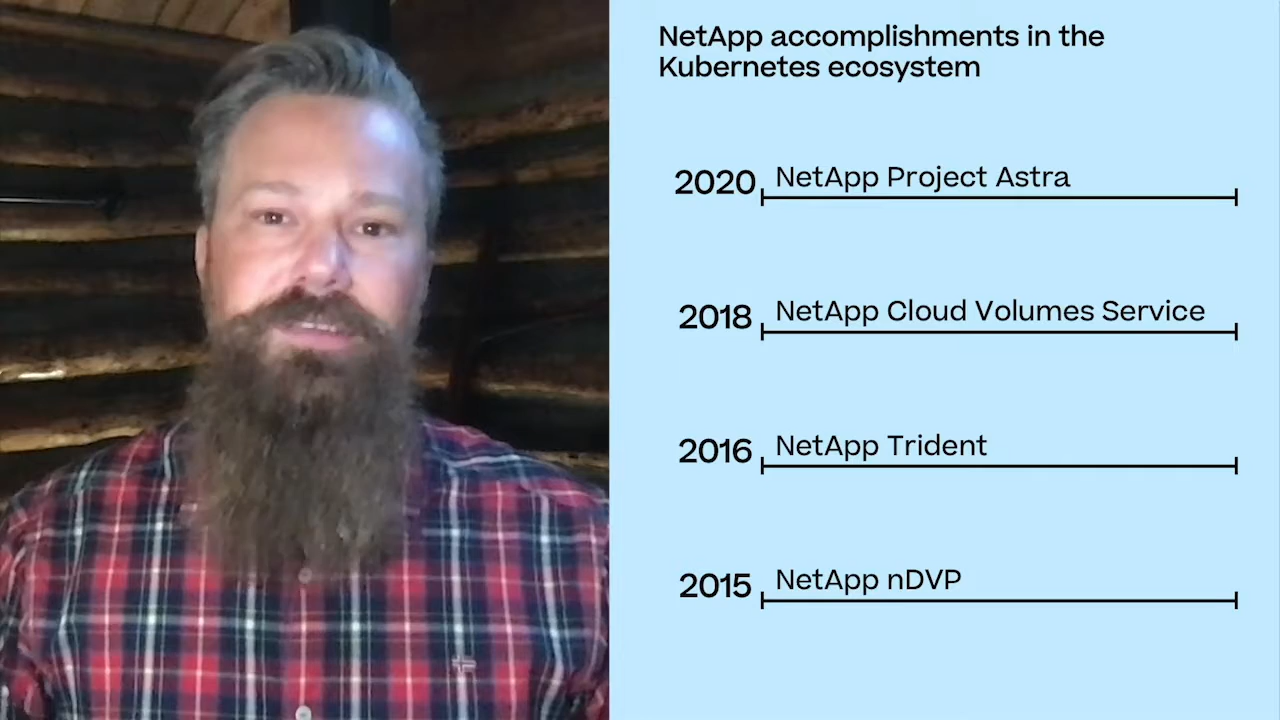 NetApp accomplishments in the
Kubernetes ecosystem
2020 NetApp Project Astra
2018 NetApp Cloud Volumes Service
2016 NetApp Trident
2015 NetApp nDVP